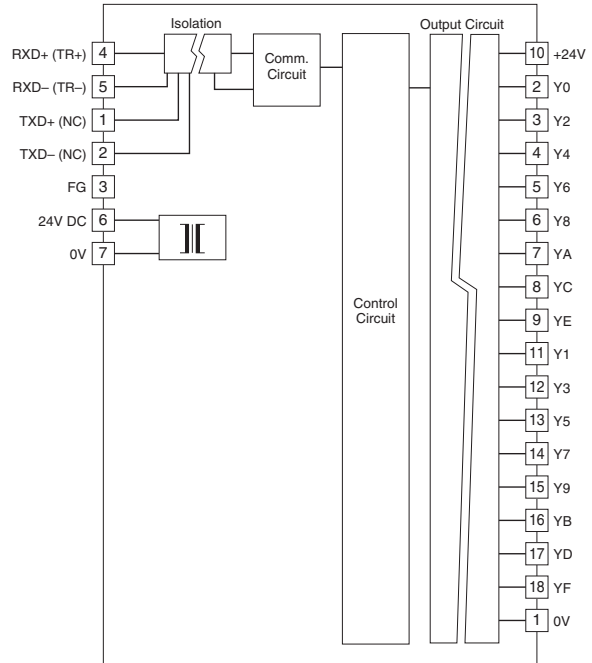 Isolation
Output Circuit
RXD+ (TR+) 4
RXD– (TR–) 5
TXD+ (NC) 1
TXD– (NC) 2
FG 3
24V DC 6
0V 7
Comm.
Circuit
Control
Circuit
10 +24V
2 Y0
3 Y2
4 Y4
5 Y6
6 Y8
7 YA
8 YC
9 YE
11 Y1
12 Y3
13 Y5
14 Y7
15 Y9
16 YB
17 YD
18 YF
1 0V